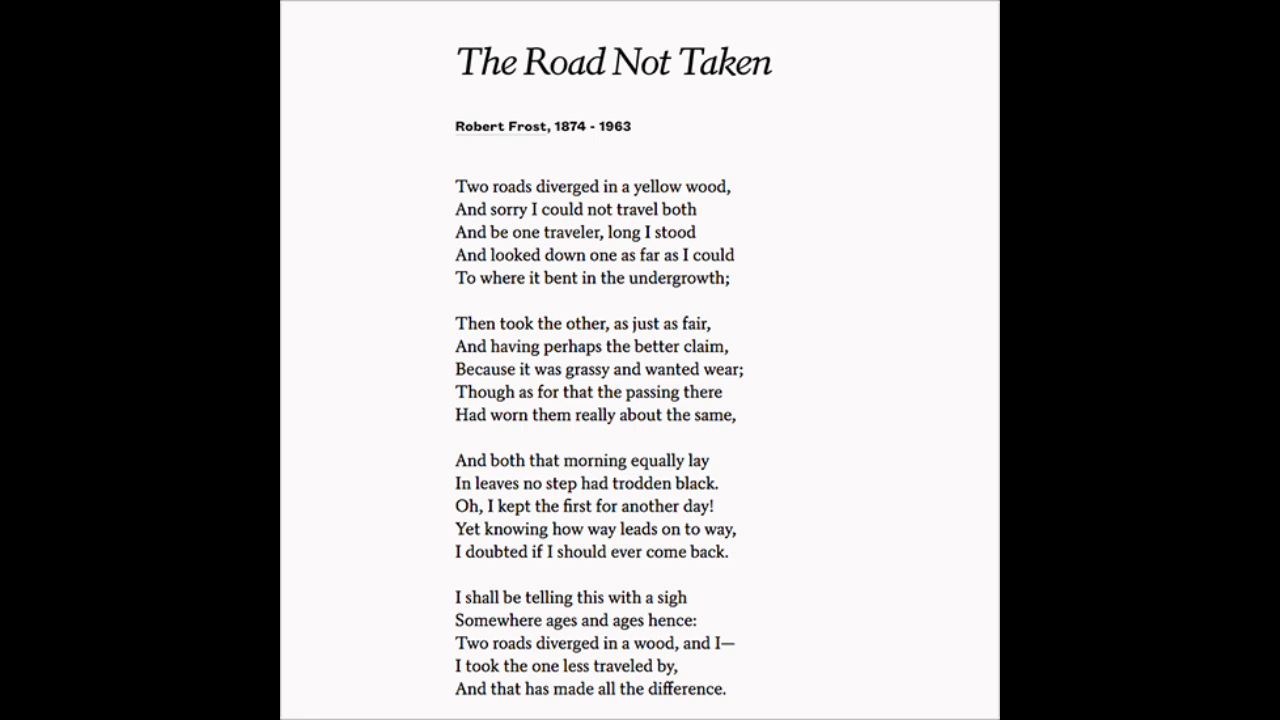 The Road Not Taken
Robert Frost, 1874 - 1963
Two roads diverged in a yellow wood,
And sorry I could not travel both
And be one traveler, long I stood
And looked down one as far as I could
To where it bent in the undergrowth;
Then took the other, as just as fair,
And having perhaps the better claim,
Because it was grassy and wanted wear;
Though as for that the passing there
Had worn them really about the same,
And both that morning equally lay
In leaves no step had trodden black.
Oh, I kept the first for another day!
Yet knowing how way leads on to way,
I doubted if I should ever come back.
I shall be telling this with a sigh
Somewhere ages and ages hence:
Two roads diverged in a wood, and I—
I took the one less traveled by,
And that has made all the difference.